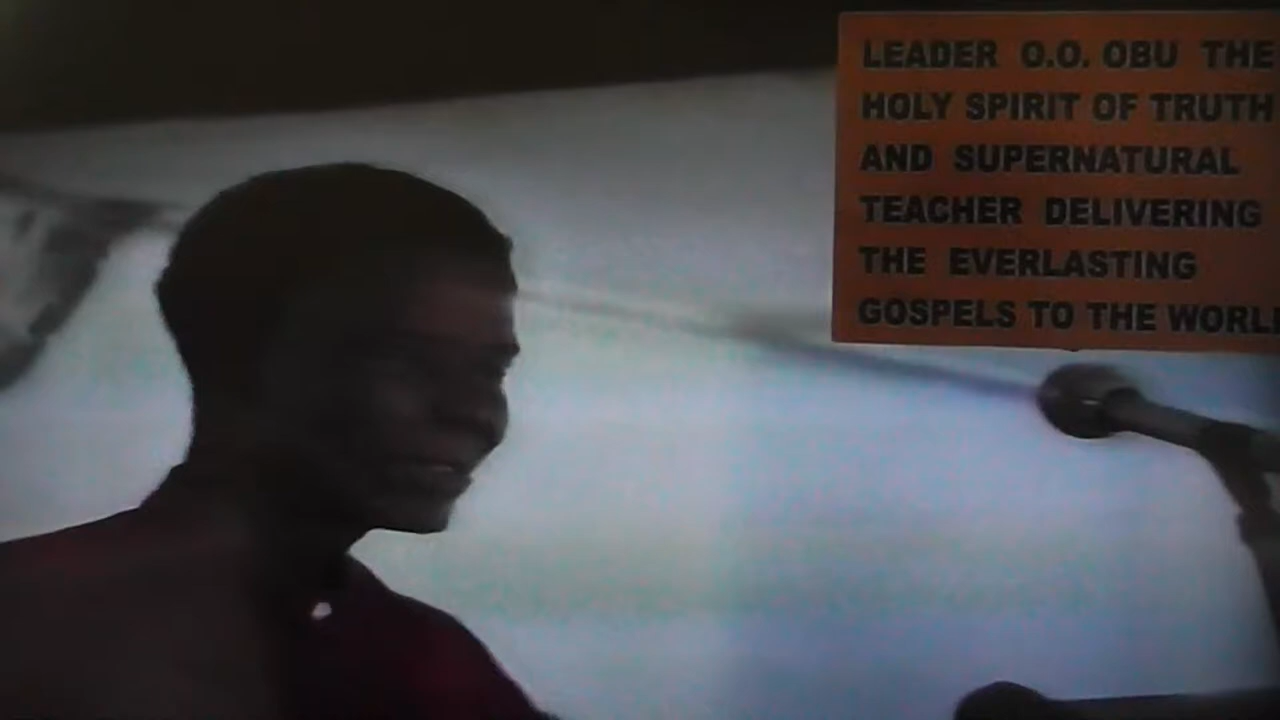 LEADER O.O. OBU THE
HOLY SPIRIT OF TRUTH
AND SUPERNATURAL
TEACHER DELIVERING
THE EVERLASTING
GOSPELS TO THE WORL